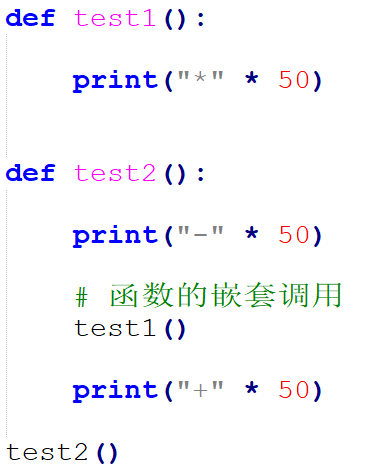 def test1():
print("*" * 50)
def test2():
print("-" * 50)
# 函数的嵌套调用
test1()
print("+" * 50)
test2()